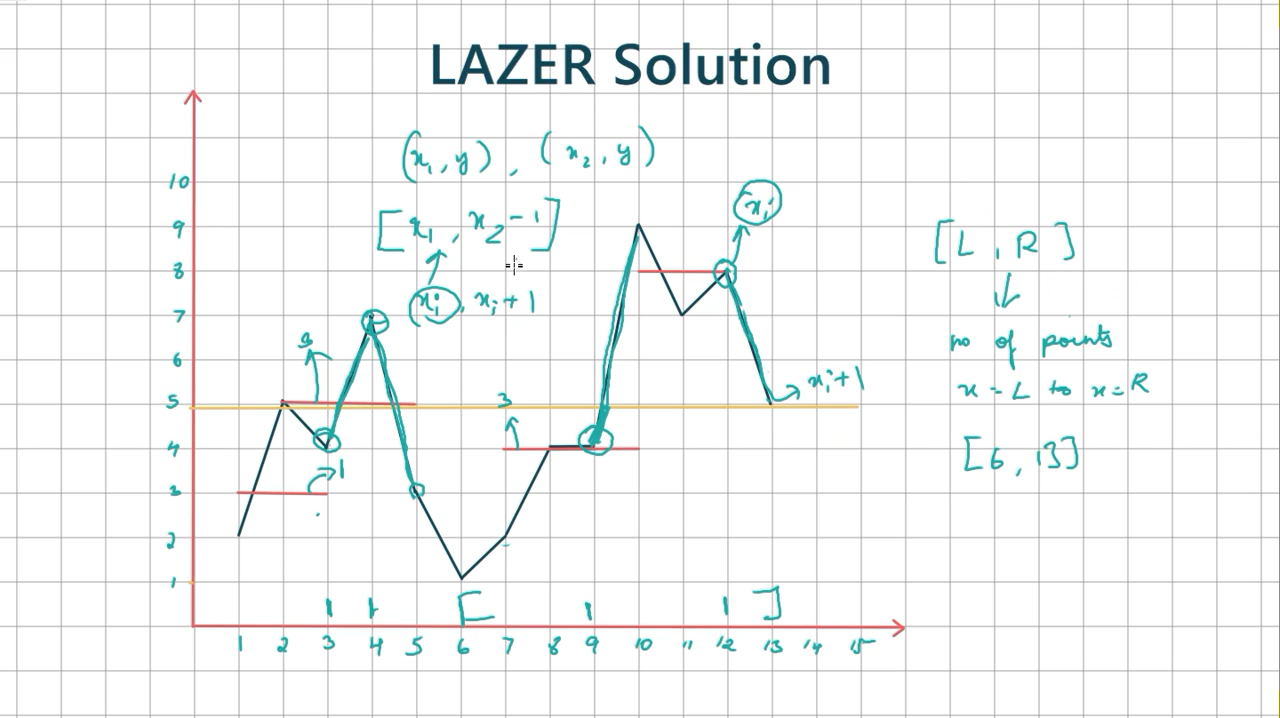 LAZER Solution
(x₁, y), (x₂, y)
[x₁, x₂ - 1]
xᵢ, xᵢ+1
xᵢ
[L, R]
no of points
x = L to x = R
[6, 13]
xᵢ+1
3
1
10
9
8
7
6
5
4
3
2
1
1 1 [ 1 1 ]
1 2 3 4 5 6 7 8 9 10 11 12 13 14 15